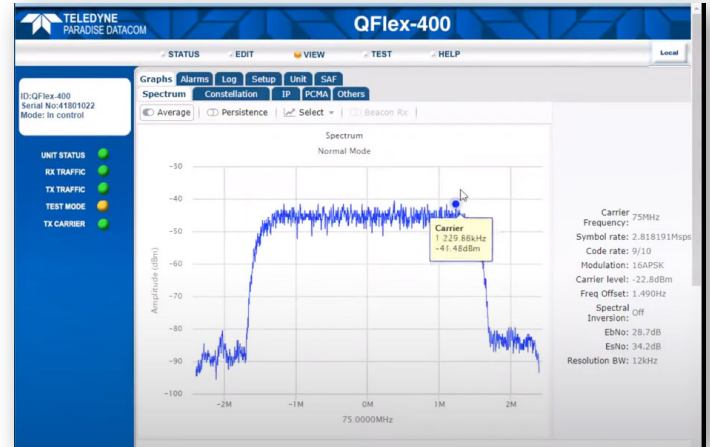 TELEDYNE
PARADISE DATACOM
QFlex-400
STATUS EDIT VIEW TEST HELP
Local
ID:QFlex-400
Serial No:41801022
Mode: In control
UNIT STATUS
RX TRAFFIC
TX TRAFFIC
TEST MODE
TX CARRIER
Graphs Alarms Log Setup Unit SAF
Spectrum Constellation IP PCMA Others
Average Persistence Select Beacon Rx
Spectrum
Normal Mode
Amplitude (dBm)
-30
-40
-50
-60
-70
-80
-90
-100
Carrier
1 229.86kHz
-41.48dBm
-2M -1M 0M 1M 2M
75.0000MHz
Carrier Frequency: 75MHz
Symbol rate: 2.818191Msps
Code rate: 9/10
Modulation: 16APSK
Carrier level: -22.8dBm
Freq Offset: 1.490Hz
Spectral Inversion: Off
EbNo: 28.7dB
EsNo: 34.2dB
Resolution BW: 12kHz